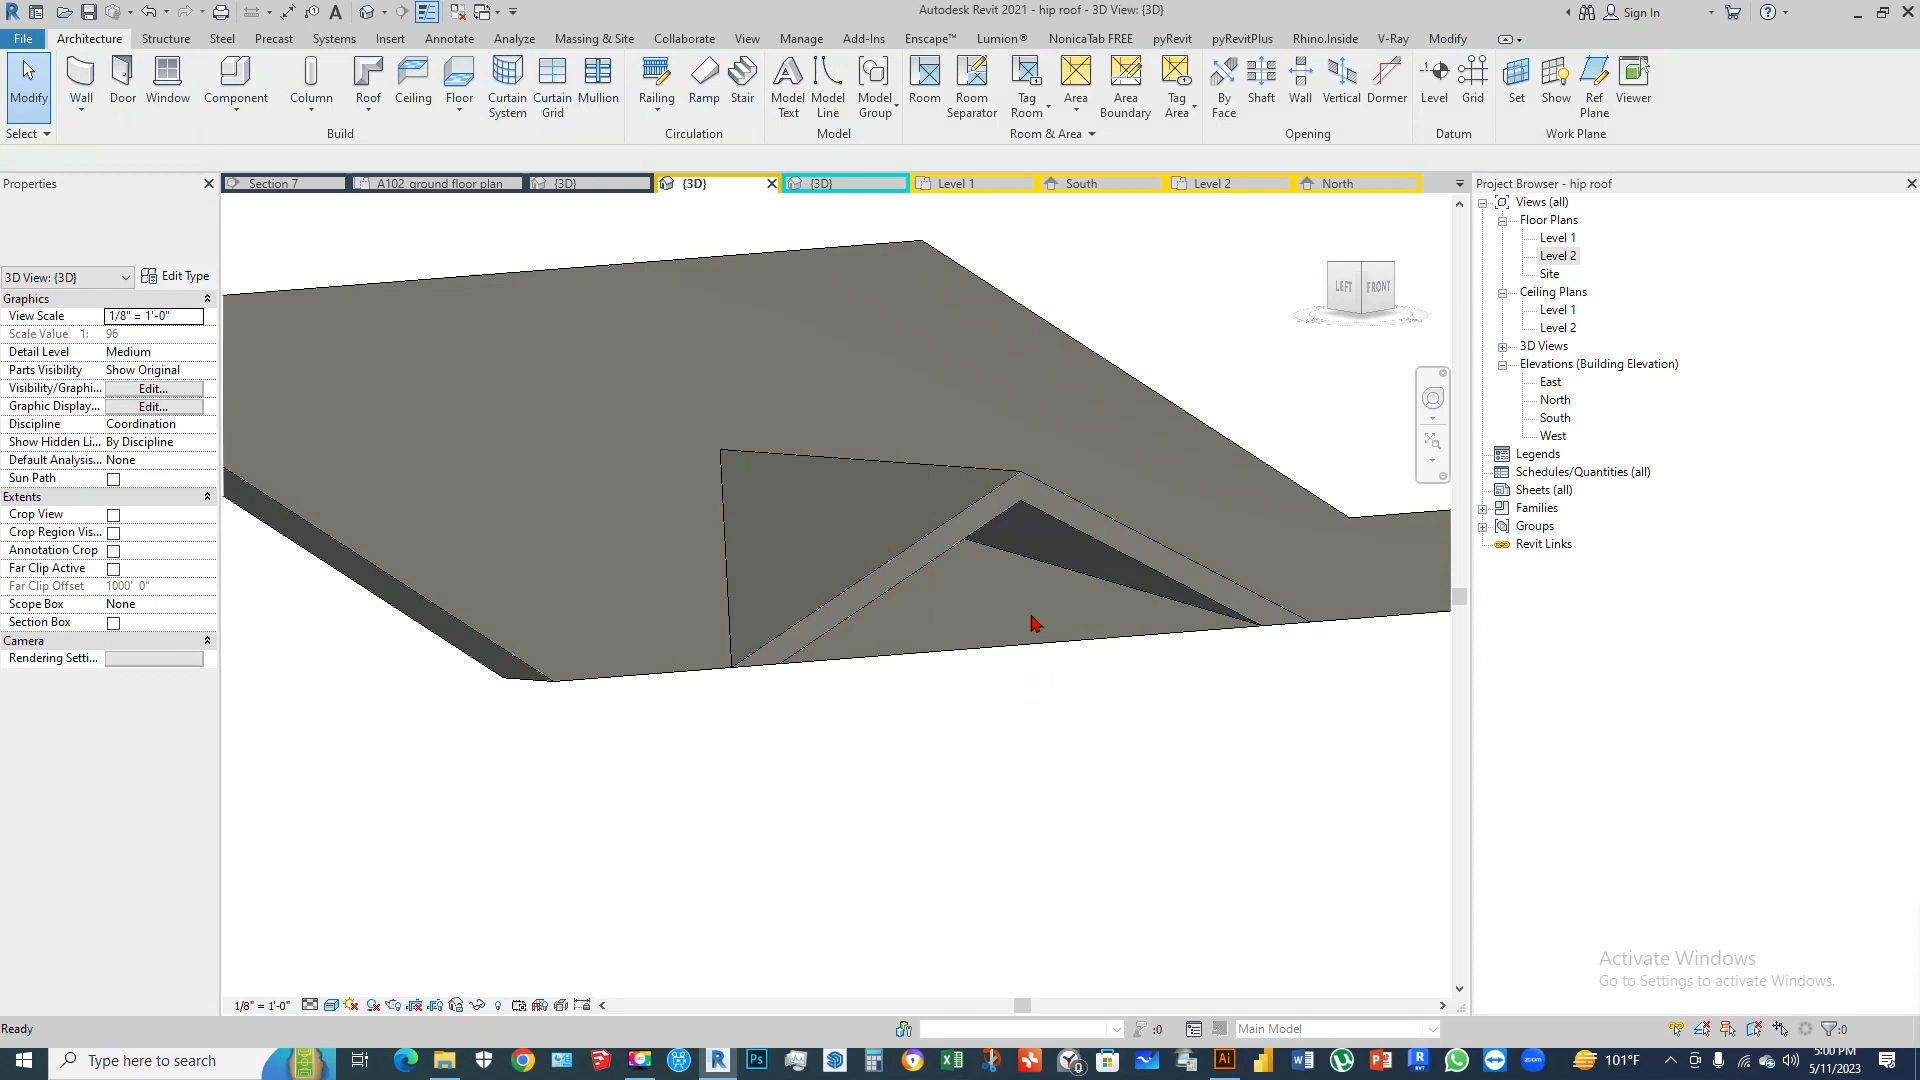 Autodesk Revit 2021 - hip roof - 3D View: {3D}
Sign In
File Architecture Structure Steel Precast Systems Insert Annotate Analyze Massing & Site Collaborate View Manage Add-Ins Enscape™ Lumion® NonicaTab FREE pyRevit pyRevitPlus Rhino.Inside V-Ray Modify
Modify Wall Door Window Component Column Roof Ceiling Floor Curtain System Curtain Grid Mullion Railing Ramp Stair Model Text Model Line Model Group Room Room Separator Tag Room Area Area Boundary Tag Area By Face Shaft Wall Vertical Dormer Level Grid Set Show Ref Plane Viewer
Select Build Circulation Model Room & Area Opening Datum Work Plane
Properties
Section 7 A102 ground floor plan {3D} {3D} {3D} Level 1 South Level 2 North
Project Browser - hip roof
3D View: {3D} Edit Type
Graphics
View Scale 1/8" = 1'-0"
Scale Value 1: 96
Detail Level Medium
Parts Visibility Show Original
Visibility/Graphi... Edit...
Graphic Display... Edit...
Discipline Coordination
Show Hidden Li... By Discipline
Default Analysis... None
Sun Path
Extents
Crop View
Crop Region Vis...
Annotation Crop
Far Clip Active
Far Clip Offset 1000' 0"
Scope Box None
Section Box
Camera
Rendering Setti...
LEFT FRONT
Views (all)
Floor Plans
Level 1
Level 2
Site
Ceiling Plans
Level 1
Level 2
3D Views
Elevations (Building Elevation)
East
North
South
West
Legends
Schedules/Quantities (all)
Sheets (all)
Families
Groups
Revit Links
Activate Windows
Go to Settings to activate Windows.
1/8" = 1'-0"
Ready
:0
Main Model
:0
Type here to search
101°F
5:00 PM
5/11/2023